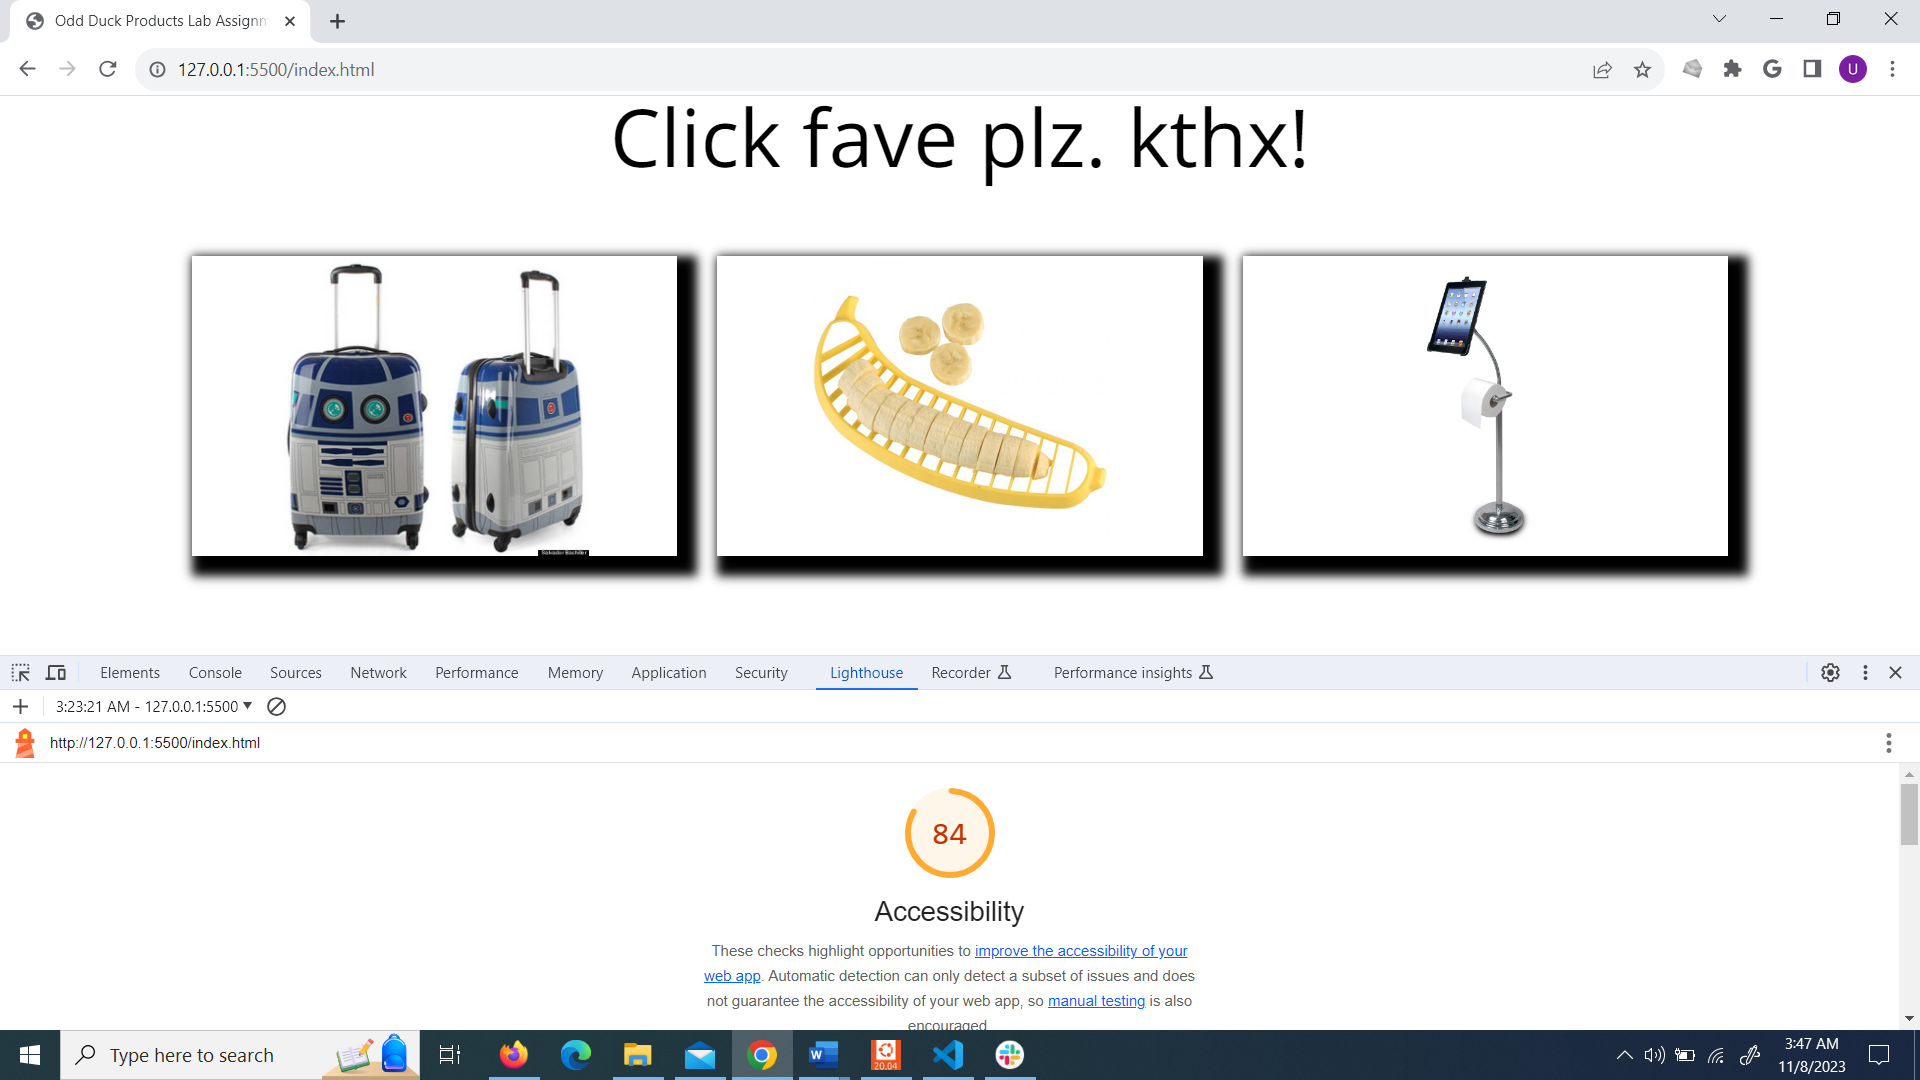 Odd Duck Products Lab Assignm
127.0.0.1:5500/index.html
U
Click fave plz. kthx!
Salvador Bachiller
Elements Console Sources Network Performance Memory Application Security Lighthouse Recorder Performance insights
3:23:21 AM - 127.0.0.1:5500
http://127.0.0.1:5500/index.html
84
Accessibility
These checks highlight opportunities to improve the accessibility of your
web app. Automatic detection can only detect a subset of issues and does
not guarantee the accessibility of your web app, so manual testing is also
encouraged
Type here to search
20.04
3:47 AM
11/8/2023